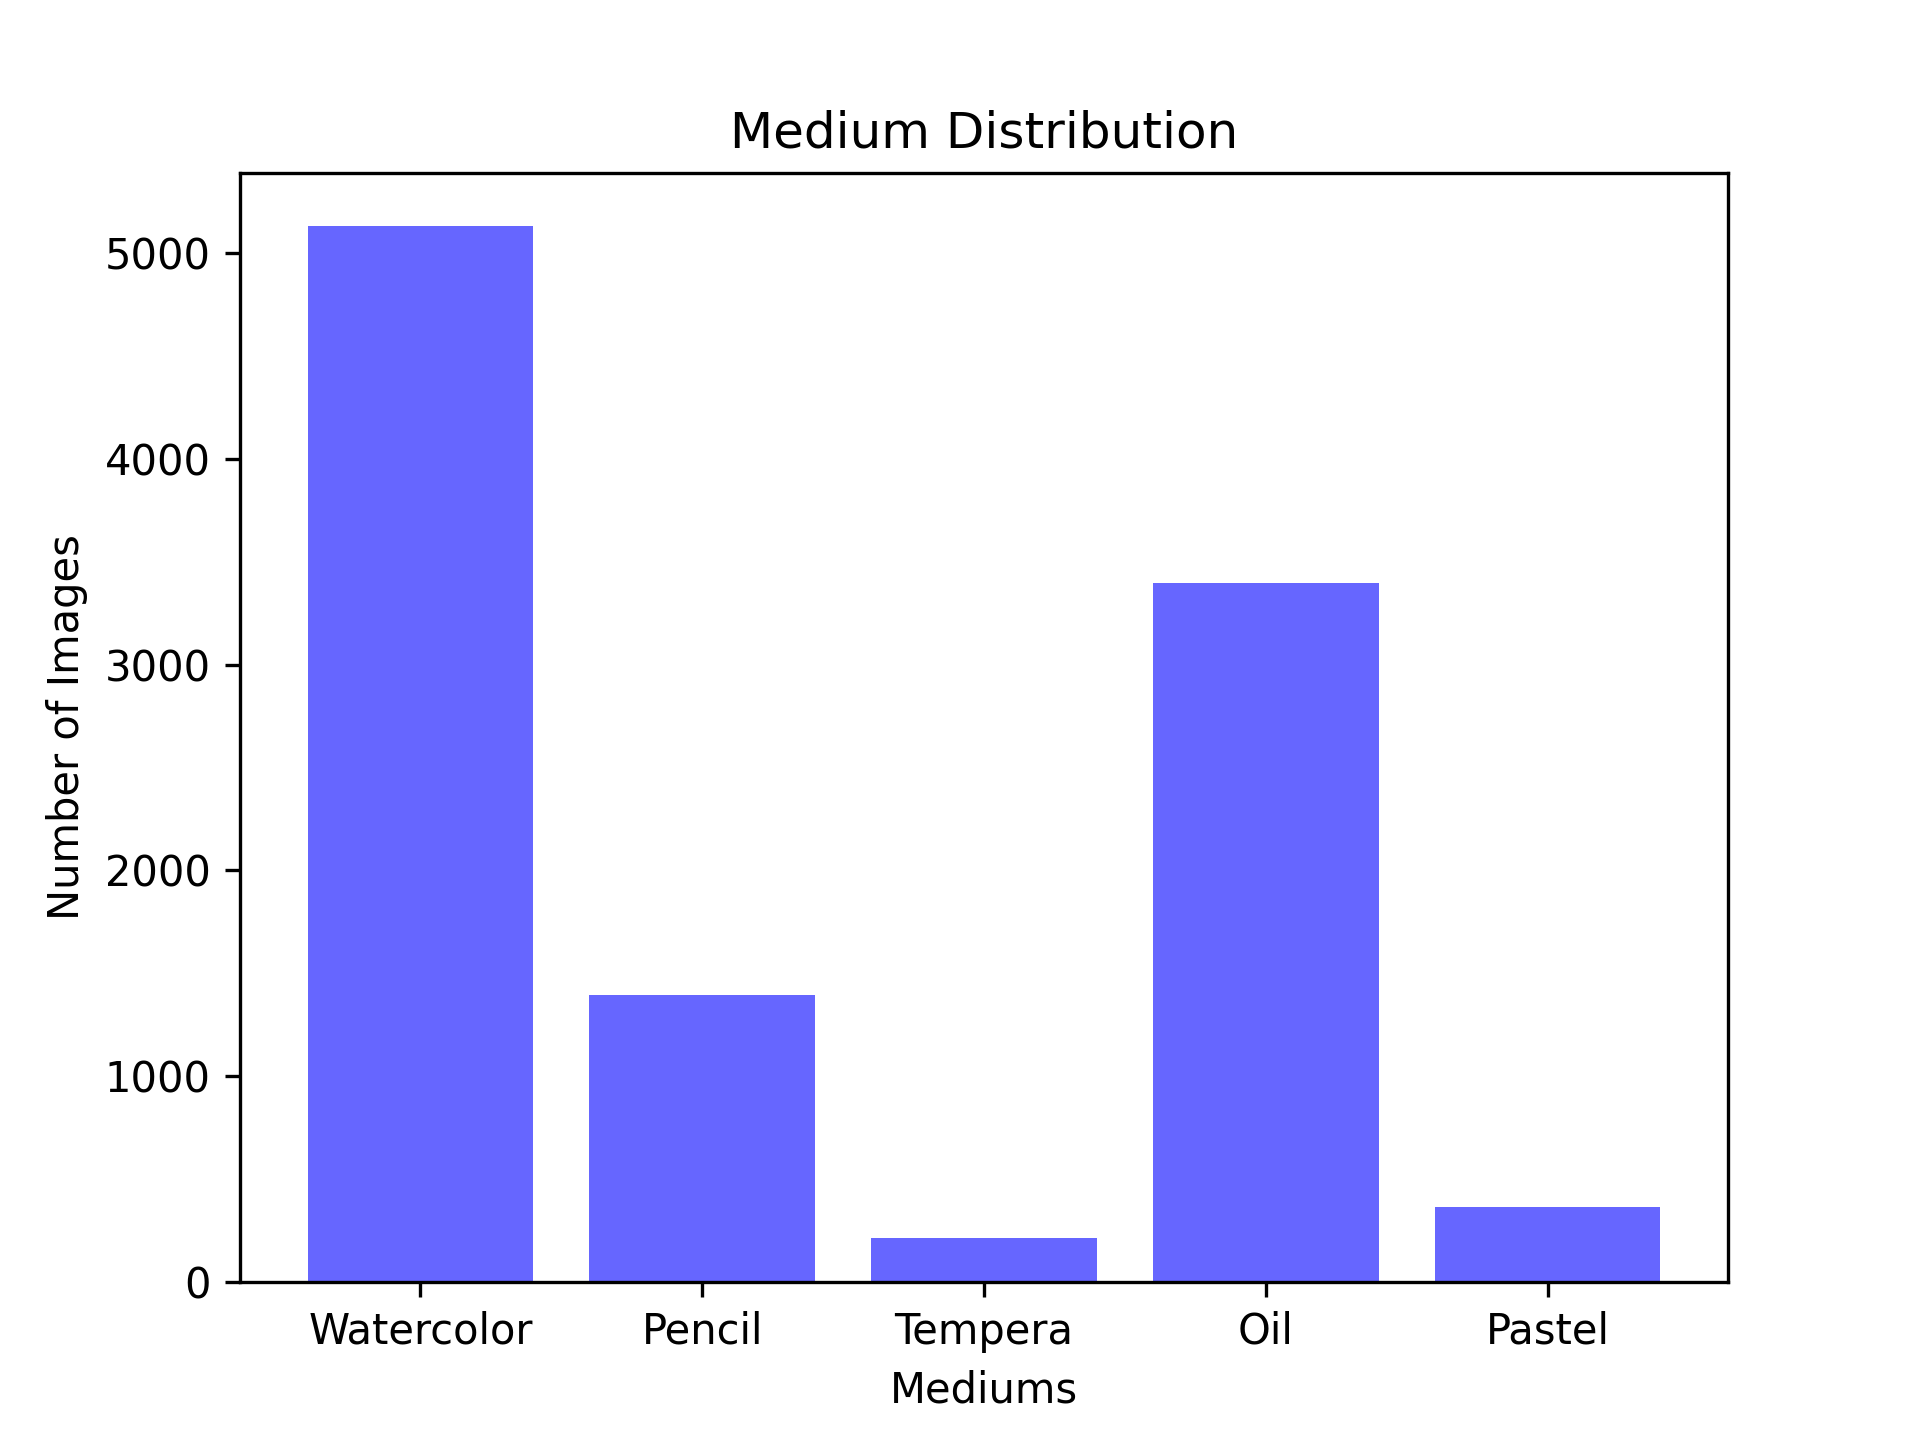 Medium Distribution
Number of Images
5000
4000
3000
2000
1000
0
Watercolor Pencil Tempera Oil Pastel
Mediums